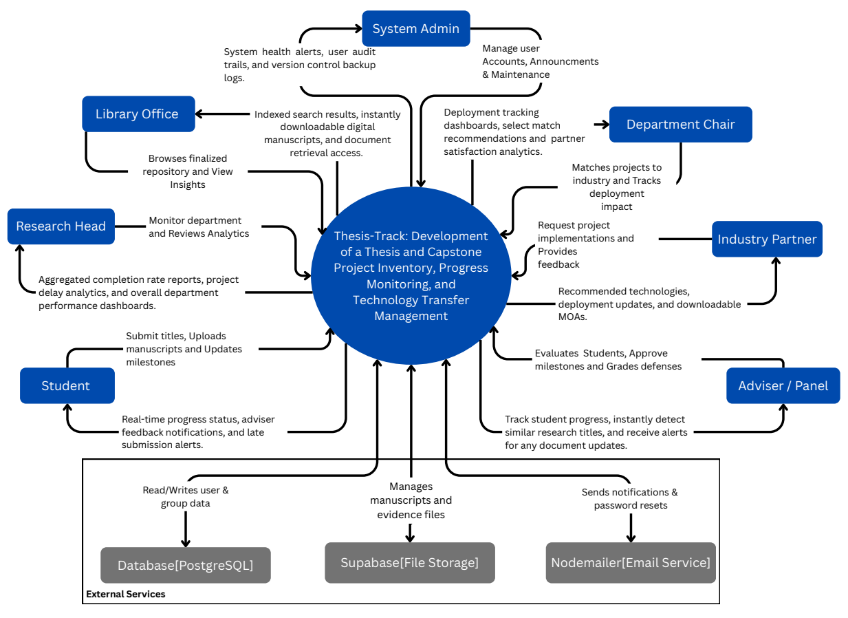 System Admin
System health alerts, user audit
trails, and version control backup
logs.
Manage user
Accounts, Announcments
& Maintenance
Library Office
Indexed search results, instantly
downloadable digital
manuscripts, and document
retrieval access.
Deployment tracking
dashboards, select match
recommendations and partner
satisfaction analytics.
Department Chair
Browses finalized
repository and View
Insights
Matches projects to
industry and Tracks
deployment
impact
Research Head
Monitor department
and Reviews Analytics
Thesis-Track: Development
of a Thesis and Capstone
Project Inventory, Progress
Monitoring, and
Technology Transfer
Management
Request project
implementations and
Provides
feedback
Industry Partner
Aggregated completion rate reports, project
delay analytics, and overall department
performance dashboards.
Recommended technologies,
deployment updates, and downloadable
MOAs.
Submit titles, Uploads
manuscripts and Updates
milestones
Evaluates Students, Approve
milestones and Grades defenses
Student
Adviser / Panel
Real-time progress status, adviser
feedback notifications, and late
submission alerts.
Track student progress, instantly detect
similar research titles, and receive alerts
for any document updates.
Read/Writes user &
group data
Manages
manuscripts and
evidence files
Sends notifications &
password resets
Database[PostgreSQL]
Supabase[File Storage]
Nodemailer[Email Service]
External Services